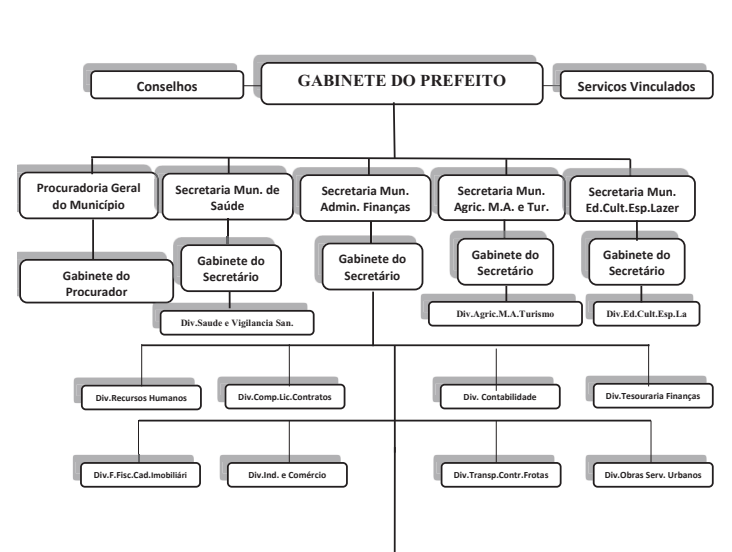 Conselhos
GABINETE DO PREFEITO
Serviços Vinculados
Procuradoria Geral
do Município
Secretaria Mun. de
Saúde
Secretaria Mun.
Admin. Finanças
Secretaria Mun.
Agric. M.A. e Tur.
Secretaria Mun.
Ed.Cult.Esp.Lazer
Gabinete do
Procurador
Gabinete do
Secretário
Gabinete do
Secretário
Gabinete do
Secretário
Gabinete do
Secretário
Div.Saude e Vigilancia San.
Div.Agric.M.A.Turismo
Div.Ed.Cult.Esp.La
Div.Recursos Humanos
Div.Comp.Lic.Contratos
Div. Contabilidade
Div.Tesouraria Finanças
Div.F.Fisc.Cad.Imobiliári
Div.Ind. e Comércio
Div.Transp.Contr.Frotas
Div.Obras Serv. Urbanos